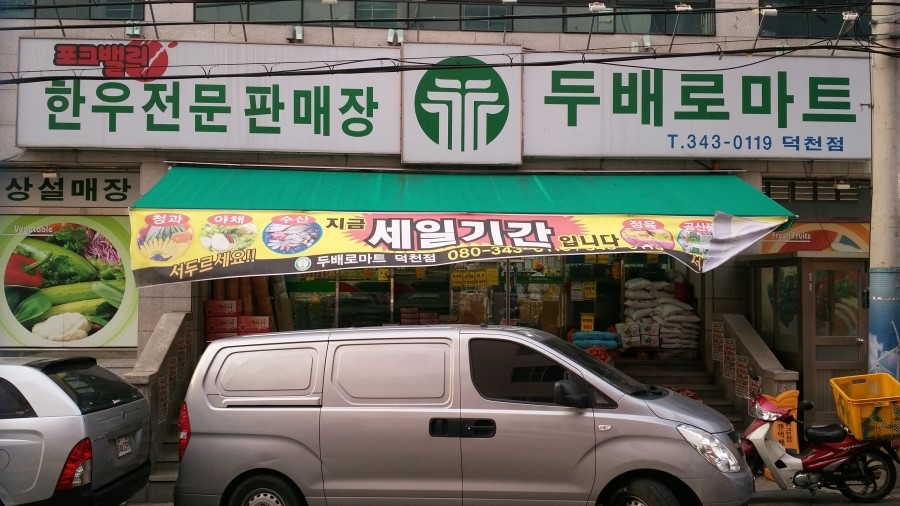 포크밸리
한우전문판매장
두배로마트
T.343-0119 덕천점
상설매장
Vegetable
청과 야채 수산 지금 세일기간 입니다 정육
서두르세요!! 두배로마트 덕천점 080-343-
Fresh Fruits